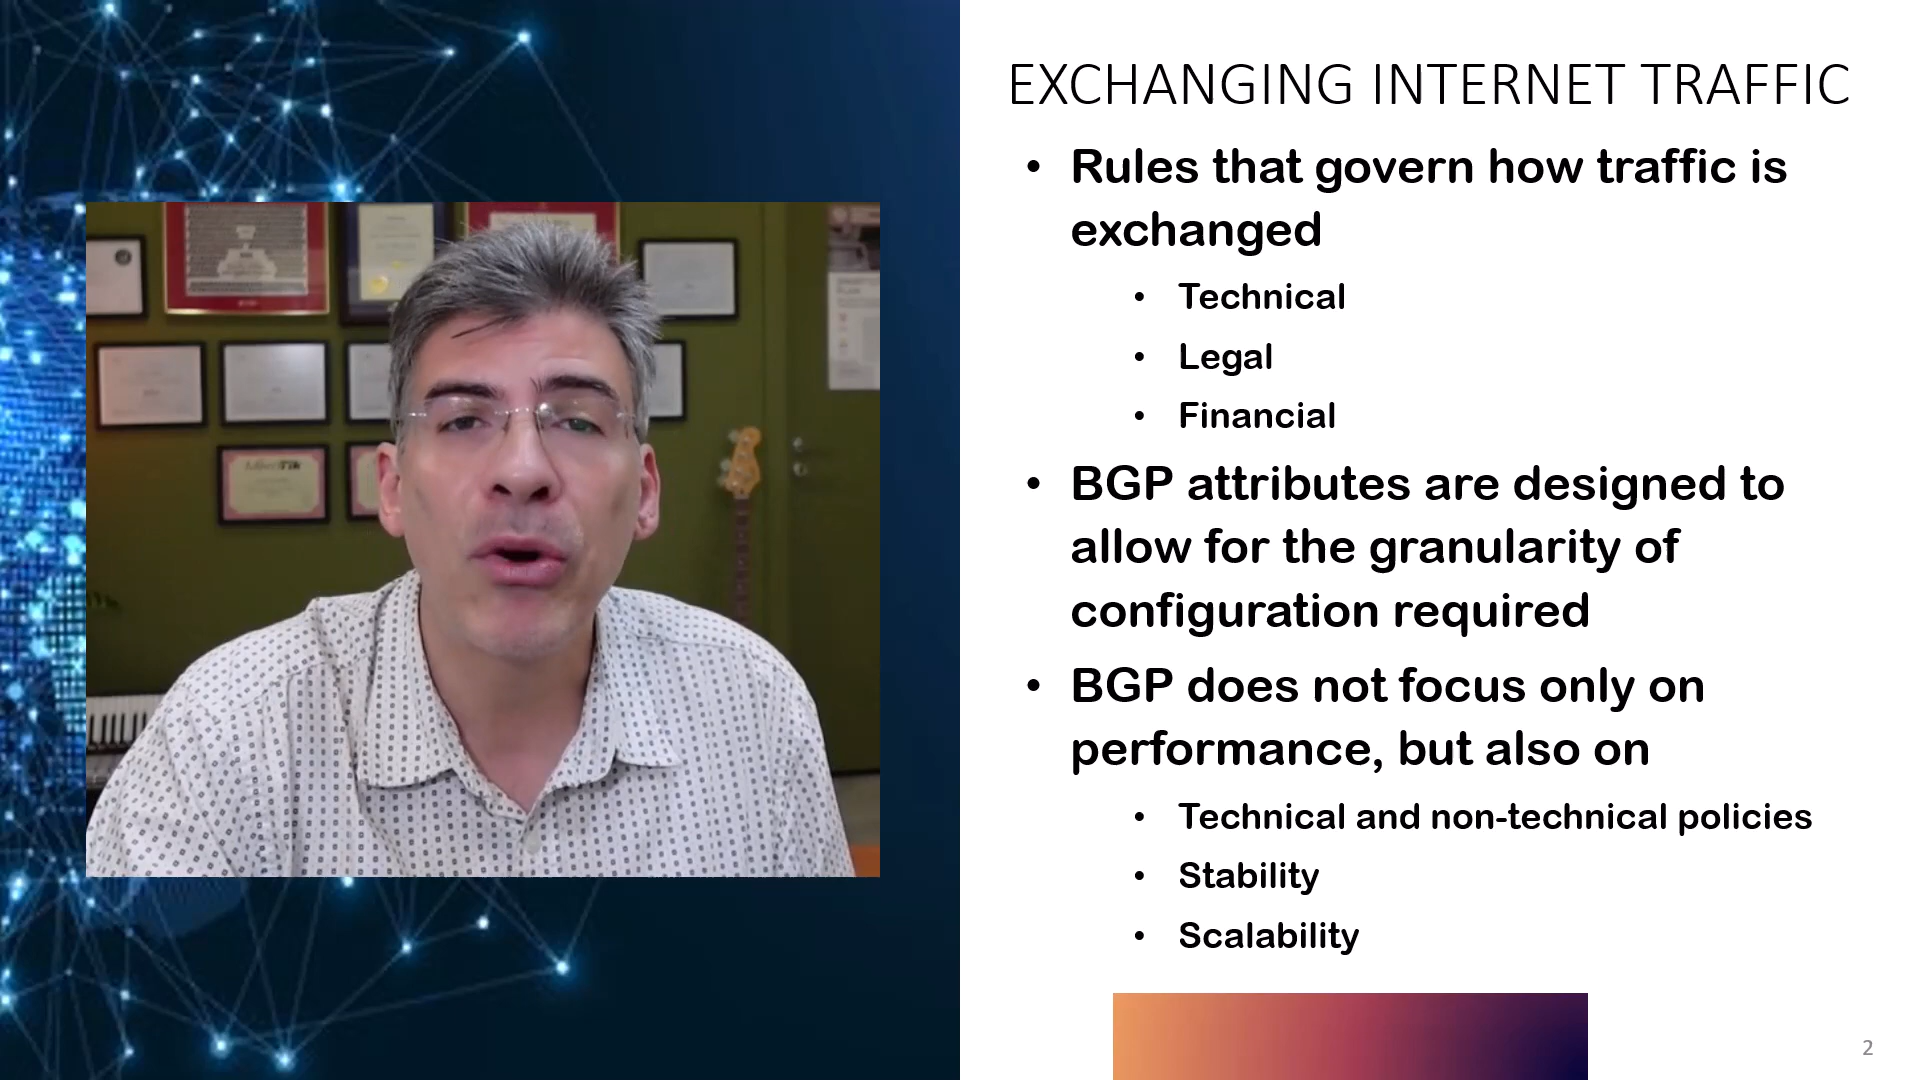 EXCHANGING INTERNET TRAFFIC
• Rules that govern how traffic is
exchanged
• Technical
• Legal
• Financial
• BGP attributes are designed to
allow for the granularity of
configuration required
• BGP does not focus only on
performance, but also on
• Technical and non-technical policies
• Stability
• Scalability
2